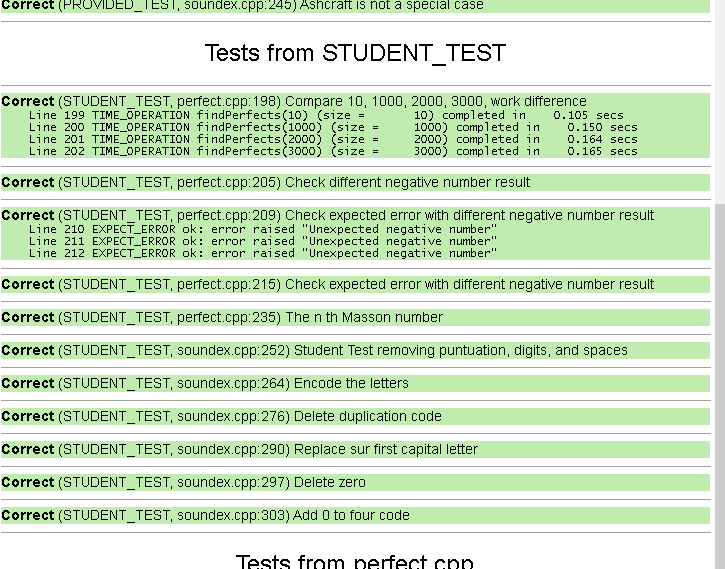 Correct (PROVIDED_TEST, soundex.cpp:245) Ashcraft is not a special case
Tests from STUDENT_TEST
Correct (STUDENT_TEST, perfect.cpp:198) Compare 10, 1000, 2000, 3000, work difference
Line 199 TIME_OPERATION findPerfects(10) (size =       10) completed in    0.105 secs
Line 200 TIME_OPERATION findPerfects(1000) (size =     1000) completed in    0.150 secs
Line 201 TIME_OPERATION findPerfects(2000) (size =     2000) completed in    0.164 secs
Line 202 TIME_OPERATION findPerfects(3000) (size =     3000) completed in    0.165 secs
Correct (STUDENT_TEST, perfect.cpp:205) Check different negative number result
Correct (STUDENT_TEST, perfect.cpp:209) Check expected error with different negative number result
Line 210 EXPECT_ERROR ok: error raised "Unexpected negative number"
Line 211 EXPECT_ERROR ok: error raised "Unexpected negative number"
Line 212 EXPECT_ERROR ok: error raised "Unexpected negative number"
Correct (STUDENT_TEST, perfect.cpp:215) Check expected error with different negative number result
Correct (STUDENT_TEST, perfect.cpp:235) The n th Masson number
Correct (STUDENT_TEST, soundex.cpp:252) Student Test removing puntuation, digits, and spaces
Correct (STUDENT_TEST, soundex.cpp:264) Encode the letters
Correct (STUDENT_TEST, soundex.cpp:276) Delete duplication code
Correct (STUDENT_TEST, soundex.cpp:290) Replace sur first capital letter
Correct (STUDENT_TEST, soundex.cpp:297) Delete zero
Correct (STUDENT_TEST, soundex.cpp:303) Add 0 to four code
Tests from perfect.cpp